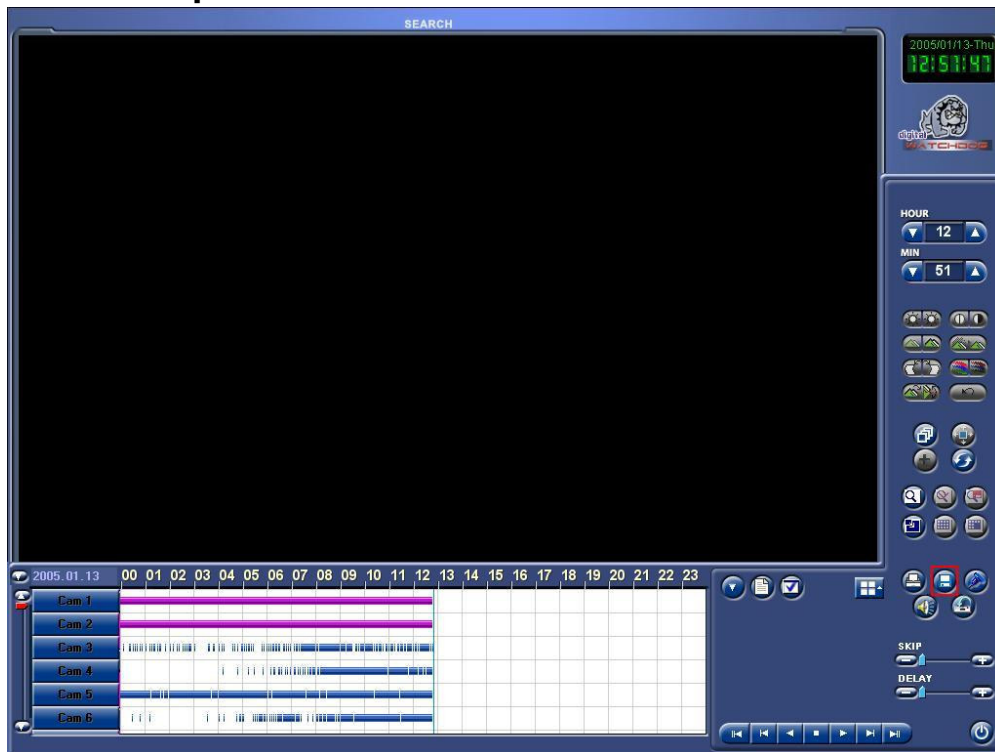 SEARCH
2005/01/13-Thu
12:51:47
digital
WATCHDOG
HOUR
12
MIN
51
2005.01.13 00 01 02 03 04 05 06 07 08 09 10 11 12 13 14 15 16 17 18 19 20 21 22 23
Cam 1
Cam 2
Cam 3
Cam 4
Cam 5
Cam 6
SKIP
DELAY